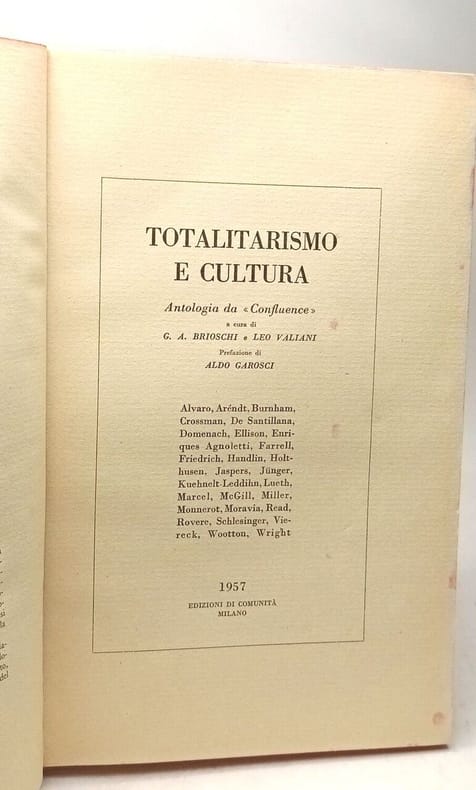 TOTALITARISMO
E CULTURA
Antologia da «Confluence»
a cura di
G. A. BRIOSCHI e LEO VALIANI
Prefazione di
ALDO GAROSCI
Alvaro, Aréndt, Burnham,
Crossman, De Santillana,
Domenach, Ellison, Enri-
ques Agnoletti, Farrell,
Friedrich, Handlin, Holt-
husen, Jaspers, Jünger,
Kuehnelt-Leddihn, Lueth,
Marcel, McGill, Miller,
Monnerot, Moravia, Read,
Rovere, Schlesinger, Vie-
reck, Wootton, Wright
1957
EDIZIONI DI COMUNITÀ
MILANO